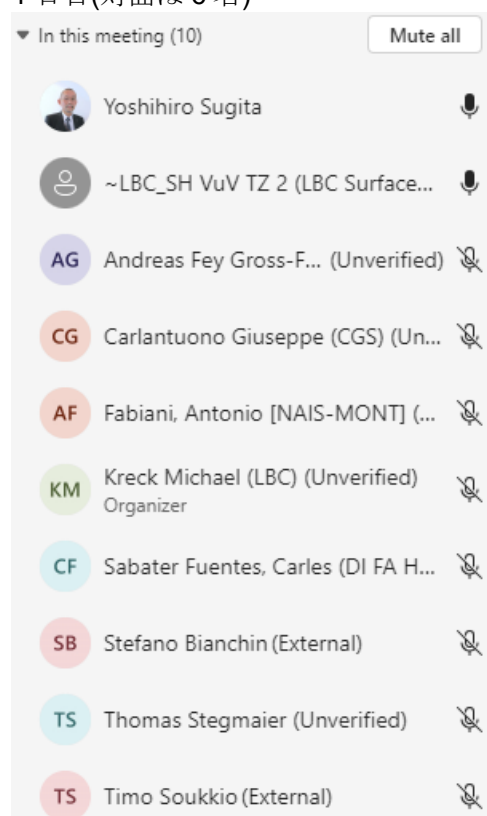 In this meeting (10)
Mute all
Yoshihiro Sugita
~LBC_SH VuV TZ 2 (LBC Surface...
AG Andreas Fey Gross-F... (Unverified)
CG Carlantuono Giuseppe (CGS) (Un...
AF Fabiani, Antonio [NAIS-MONT] (...
KM Kreck Michael (LBC) (Unverified)
Organizer
CF Sabater Fuentes, Carles (DI FA H...
SB Stefano Bianchin (External)
TS Thomas Stegmaier (Unverified)
TS Timo Soukkio (External)